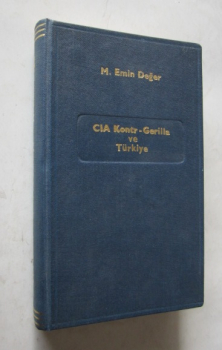 M. Emin Değer
CIA Kontr-Gerilla
ve
Türkiye